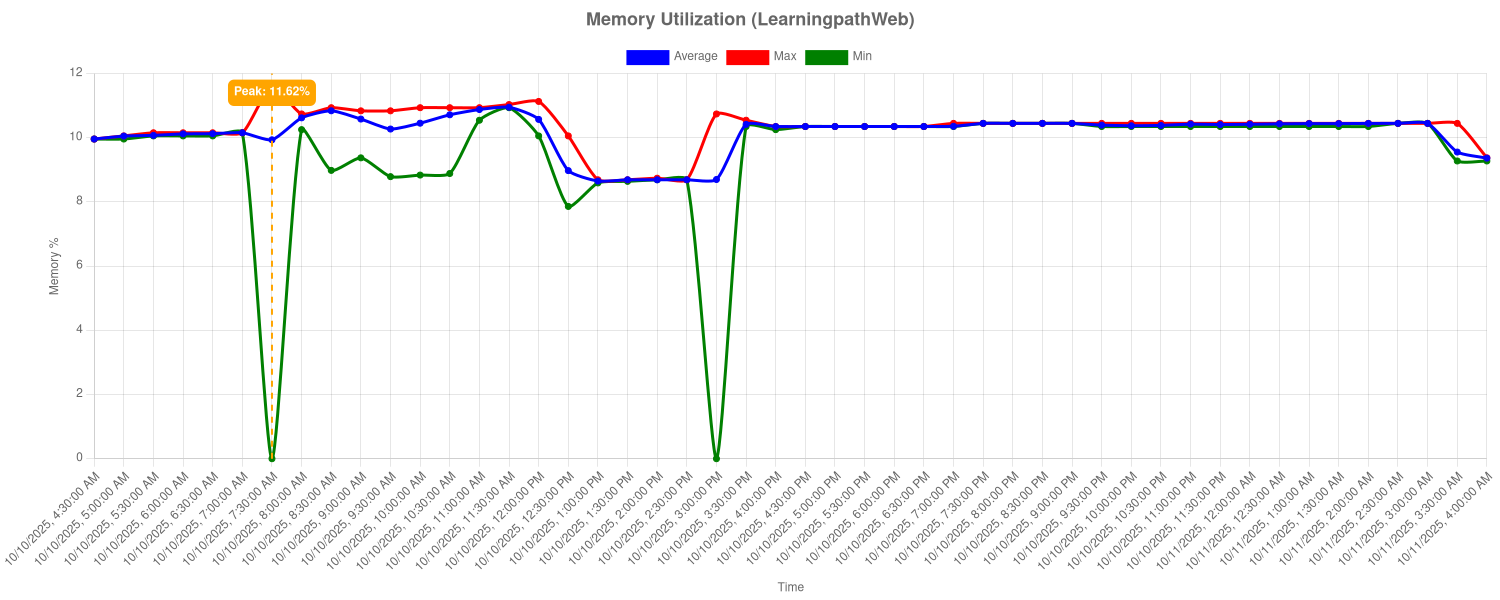 Memory Utilization (LearningpathWeb)
Average Max Min
Peak: 11.62%
12
10
8
6
4
2
0
Memory %
10/10/2025, 4:30:00 AM
10/10/2025, 5:00:00 AM
10/10/2025, 5:30:00 AM
10/10/2025, 6:00:00 AM
10/10/2025, 6:30:00 AM
10/10/2025, 7:00:00 AM
10/10/2025, 7:30:00 AM
10/10/2025, 8:00:00 AM
10/10/2025, 8:30:00 AM
10/10/2025, 9:00:00 AM
10/10/2025, 9:30:00 AM
10/10/2025, 10:00:00 AM
10/10/2025, 10:30:00 AM
10/10/2025, 11:00:00 AM
10/10/2025, 11:30:00 AM
10/10/2025, 12:00:00 PM
10/10/2025, 12:30:00 PM
10/10/2025, 1:00:00 PM
10/10/2025, 1:30:00 PM
10/10/2025, 2:00:00 PM
10/10/2025, 2:30:00 PM
10/10/2025, 3:00:00 PM
10/10/2025, 3:30:00 PM
10/10/2025, 4:00:00 PM
10/10/2025, 4:30:00 PM
10/10/2025, 5:00:00 PM
10/10/2025, 5:30:00 PM
10/10/2025, 6:00:00 PM
10/10/2025, 6:30:00 PM
10/10/2025, 7:00:00 PM
10/10/2025, 7:30:00 PM
10/10/2025, 8:00:00 PM
10/10/2025, 8:30:00 PM
10/10/2025, 9:00:00 PM
10/10/2025, 9:30:00 PM
10/10/2025, 10:00:00 PM
10/10/2025, 10:30:00 PM
10/10/2025, 11:00:00 PM
10/10/2025, 11:30:00 PM
10/11/2025, 12:00:00 AM
10/11/2025, 12:30:00 AM
10/11/2025, 1:00:00 AM
10/11/2025, 1:30:00 AM
10/11/2025, 2:00:00 AM
10/11/2025, 2:30:00 AM
10/11/2025, 3:00:00 AM
10/11/2025, 3:30:00 AM
10/11/2025, 4:00:00 AM
Time